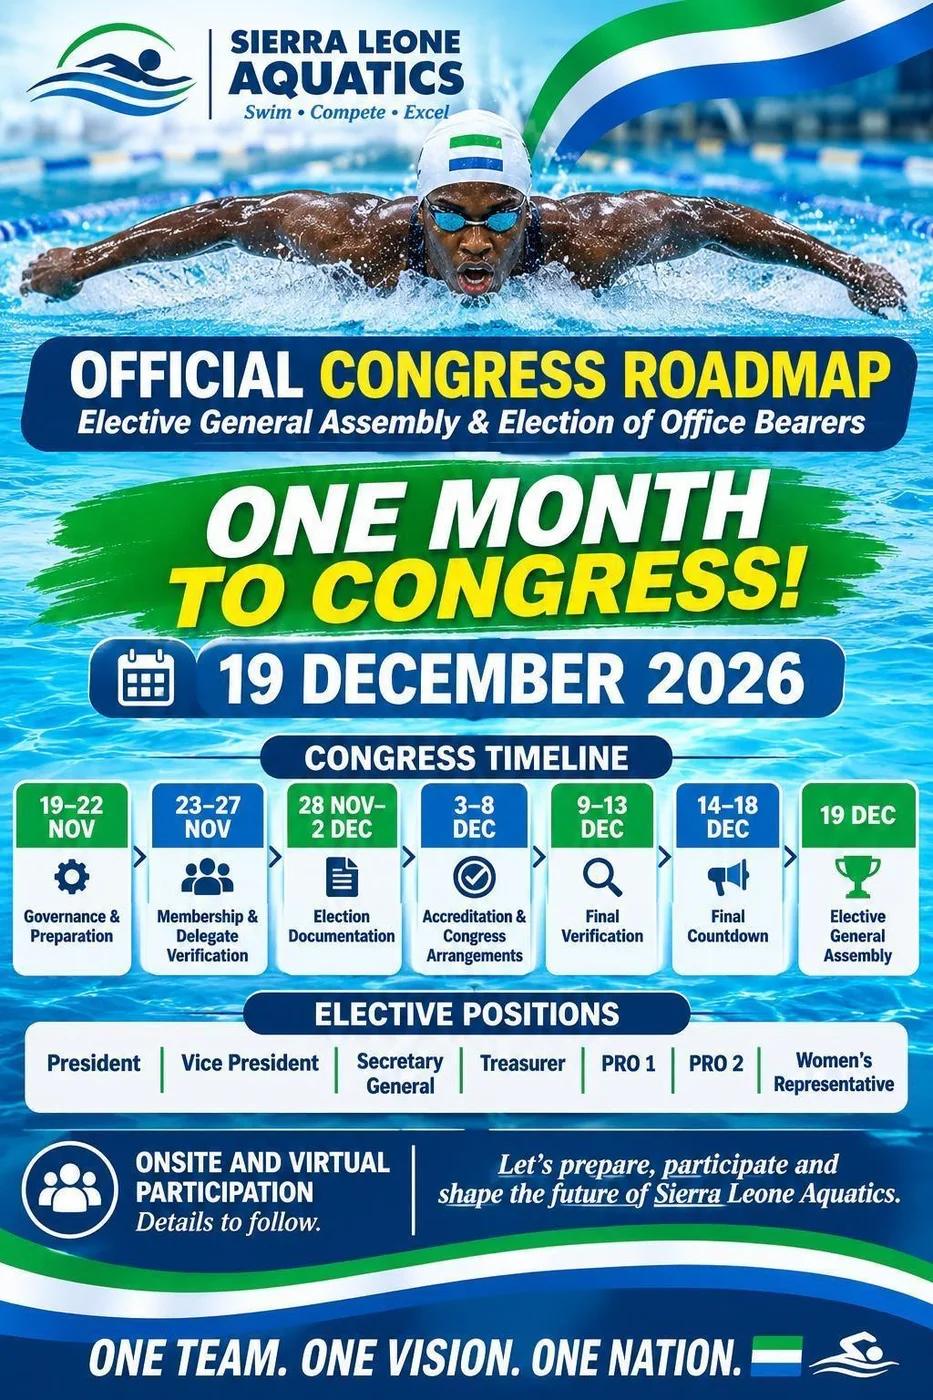 SIERRA LEONE
AQUATICS
Swim • Compete • Excel
OFFICIAL CONGRESS ROADMAP
Elective General Assembly & Election of Office Bearers
ONE MONTH
TO CONGRESS!
19 DECEMBER 2026
CONGRESS TIMELINE
19–22
NOV
Governance &
Preparation
23–27
NOV
Membership &
Delegate
Verification
28 NOV–
2 DEC
Election
Documentation
3–8
DEC
Accreditation &
Congress
Arrangements
9–13
DEC
Final
Verification
14–18
DEC
Final
Countdown
19 DEC
Elective
General
Assembly
ELECTIVE POSITIONS
President
Vice President
Secretary
General
Treasurer
PRO 1
PRO 2
Women's
Representative
ONSITE AND VIRTUAL
PARTICIPATION
Details to follow.
Let's prepare, participate and
shape the future of Sierra Leone Aquatics.
ONE TEAM. ONE VISION. ONE NATION.